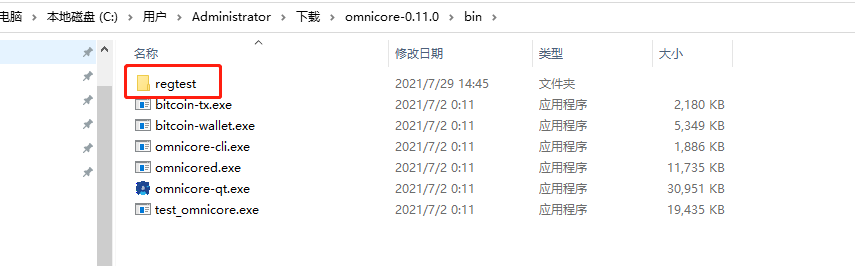 电脑 > 本地磁盘 (C:) > 用户 > Administrator > 下载 > omnicore-0.11.0 > bin >
名称 修改日期 类型 大小
regtest 2021/7/29 14:45 文件夹
bitcoin-tx.exe 2021/7/2 0:11 应用程序 2,180 KB
bitcoin-wallet.exe 2021/7/2 0:11 应用程序 5,349 KB
omnicore-cli.exe 2021/7/2 0:11 应用程序 1,886 KB
omnicored.exe 2021/7/2 0:11 应用程序 11,735 KB
omnicore-qt.exe 2021/7/2 0:11 应用程序 30,951 KB
test_omnicore.exe 2021/7/2 0:11 应用程序 19,435 KB